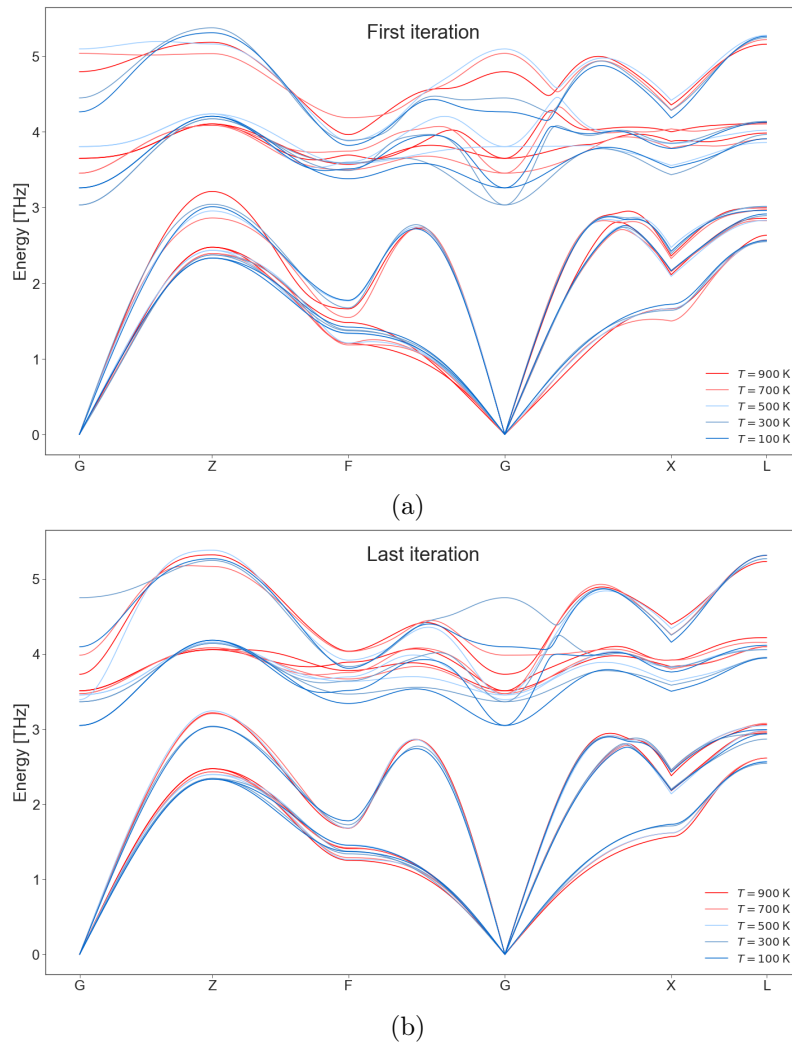 First iteration
Energy [THz]
5
4
3
2
1
0
G Z F G X L
T = 900 K
T = 700 K
T = 500 K
T = 300 K
T = 100 K
(a)
Last iteration
Energy [THz]
5
4
3
2
1
0
G Z F G X L
T = 900 K
T = 700 K
T = 500 K
T = 300 K
T = 100 K
(b)